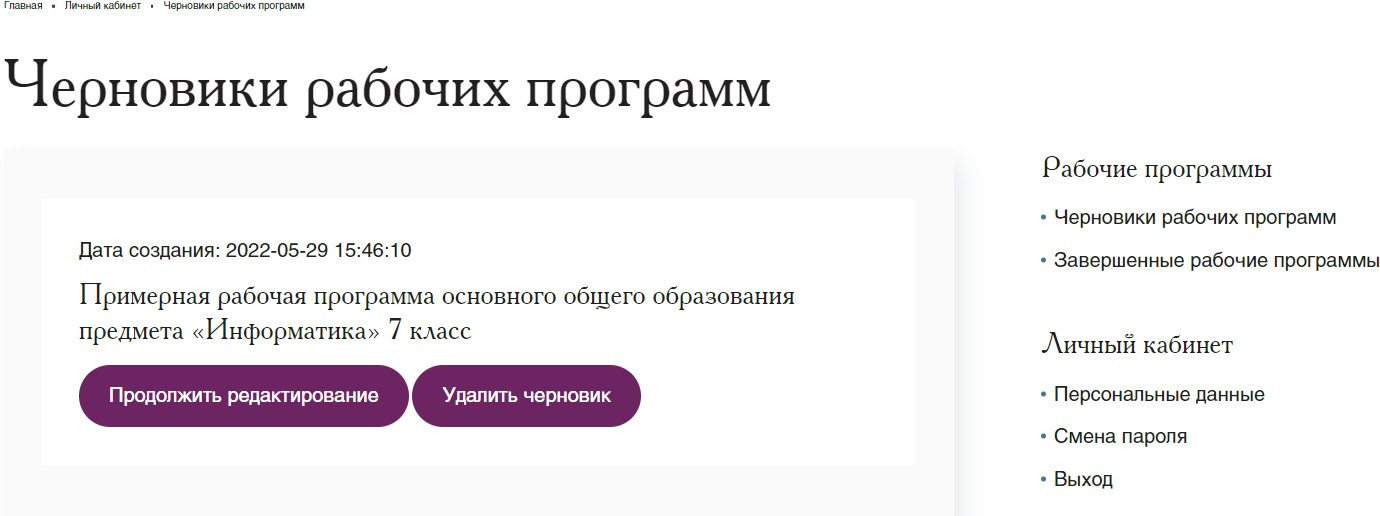 Главная • Личный кабинет • Черновики рабочих программ
Черновики рабочих программ
Дата создания: 2022-05-29 15:46:10
Примерная рабочая программа основного общего образования
предмета «Информатика» 7 класс
Продолжить редактирование
Удалить черновик
Рабочие программы
• Черновики рабочих программ
• Завершенные рабочие программы
Личный кабинет
• Персональные данные
• Смена пароля
• Выход